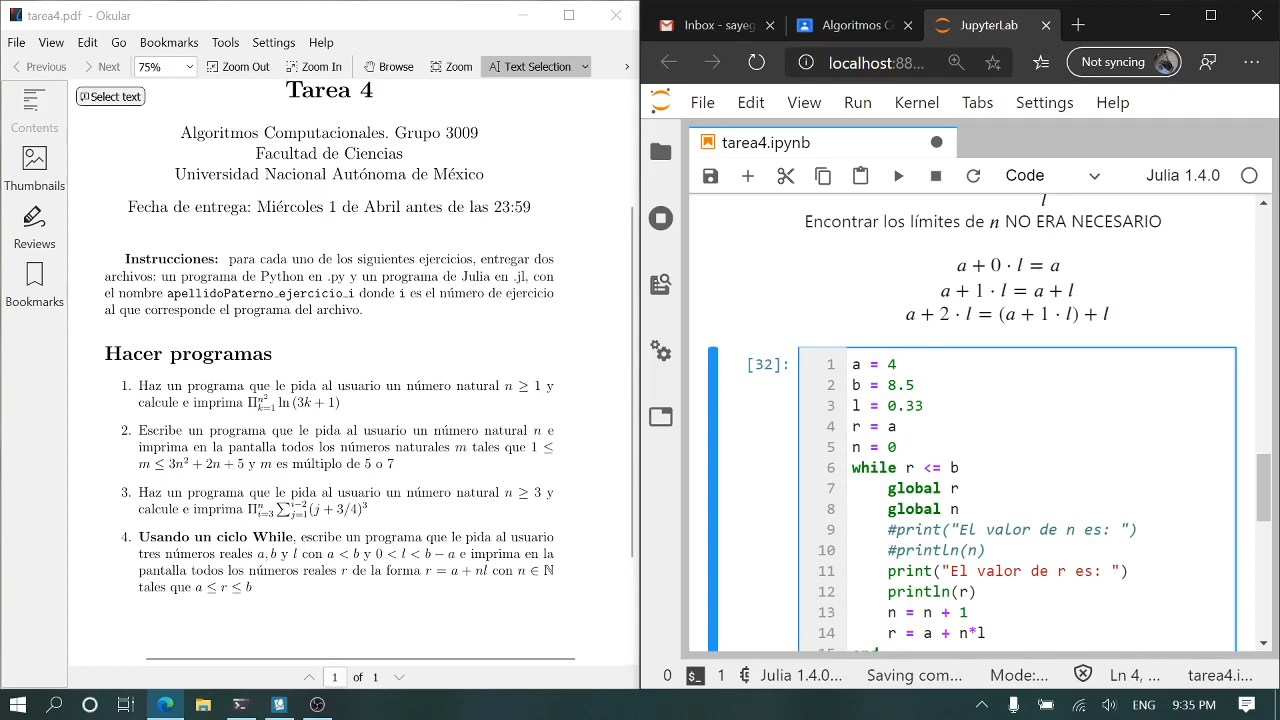 tarea4.pdf - Okular
File View Edit Go Bookmarks Tools Settings Help
Previous Next 75% Zoom Out Zoom In Browse Zoom Text Selection
Select text
Contents
Thumbnails
Reviews
Bookmarks
Tarea 4
Algoritmos Computacionales. Grupo 3009
Facultad de Ciencias
Universidad Nacional Autónoma de México
Fecha de entrega: Miércoles 1 de Abril antes de las 23:59
Instrucciones: para cada uno de los siguientes ejercicios, entregar dos
archivos: un programa de Python en .py y un programa de Julia en .jl, con
el nombre apellidoPaterno_ejercicio_i donde i es el número de ejercicio
al que corresponde el programa del archivo.
Hacer programas
1. Haz un programa que le pida al usuario un número natural n ≥ 1 y
calcule e imprima Π_{k=1}^{n^2} ln (3k + 1)
2. Escribe un programa que le pida al usuario un número natural n e
imprima en la pantalla todos los números naturales m tales que 1 ≤
m ≤ 3n² + 2n + 5 y m es múltiplo de 5 o 7
3. Haz un programa que le pida al usuario un número natural n ≥ 3 y
calcule e imprima Π_{i=3}^{n} ∑_{j=1}^{i−2} (j + 3/4)³
4. Usando un ciclo While, escribe un programa que le pida al usuario
tres números reales a, b y l con a < b y 0 < l < b − a e imprima en la
pantalla todos los números reales r de la forma r = a + nl con n ∈ ℕ
tales que a ≤ r ≤ b
1 of 1
Inbox - sayeg
Algoritmos C
JupyterLab
localhost:88...
Not syncing
File Edit View Run Kernel Tabs Settings Help
tarea4.ipynb
Code
Julia 1.4.0
l
Encontrar los límites de n NO ERA NECESARIO
a + 0 · l = a
a + 1 · l = a + l
a + 2 · l = (a + 1 · l) + l
[32]:
1 a = 4
2 b = 8.5
3 l = 0.33
4 r = a
5 n = 0
6 while r <= b
7 global r
8 global n
9 #print("El valor de n es: ")
10 #println(n)
11 print("El valor de r es: ")
12 println(r)
13 n = n + 1
14 r = a + n*l
15 end
0 $_ 1 Julia 1.4.0... Saving com... Mode:... Ln 4, ... tarea4.i...
ENG 9:35 PM